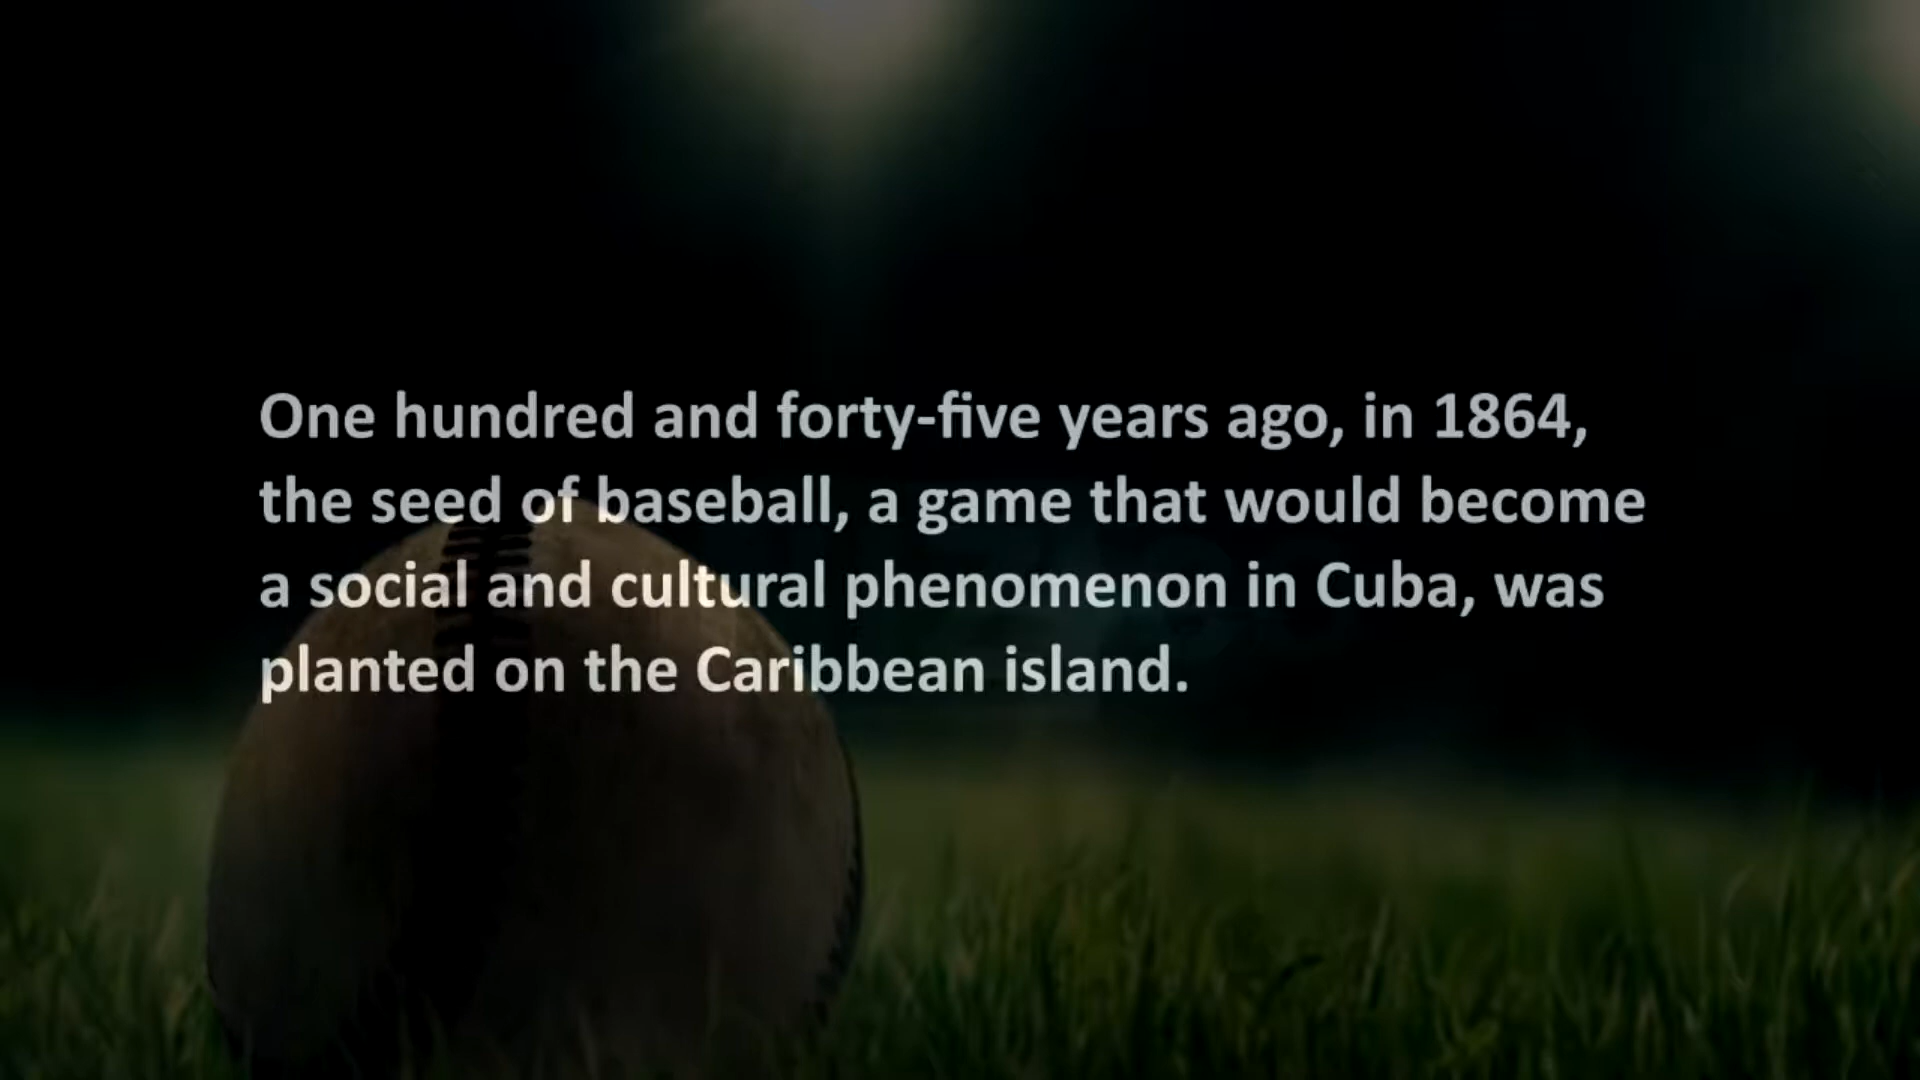 One hundred and forty-five years ago, in 1864,
the seed of baseball, a game that would become
a social and cultural phenomenon in Cuba, was
planted on the Caribbean island.